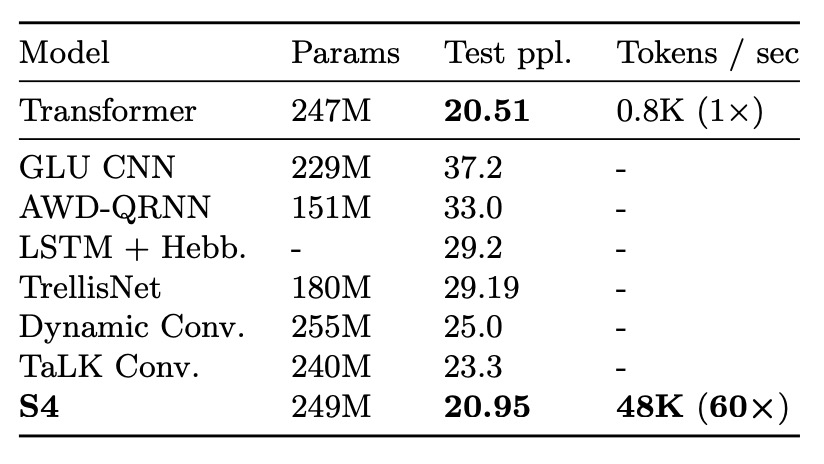 Model Params Test ppl. Tokens / sec
Transformer 247M 20.51 0.8K (1×)
GLU CNN 229M 37.2 -
AWD-QRNN 151M 33.0 -
LSTM + Hebb. - 29.2 -
TrellisNet 180M 29.19 -
Dynamic Conv. 255M 25.0 -
TaLK Conv. 240M 23.3 -
S4 249M 20.95 48K (60×)